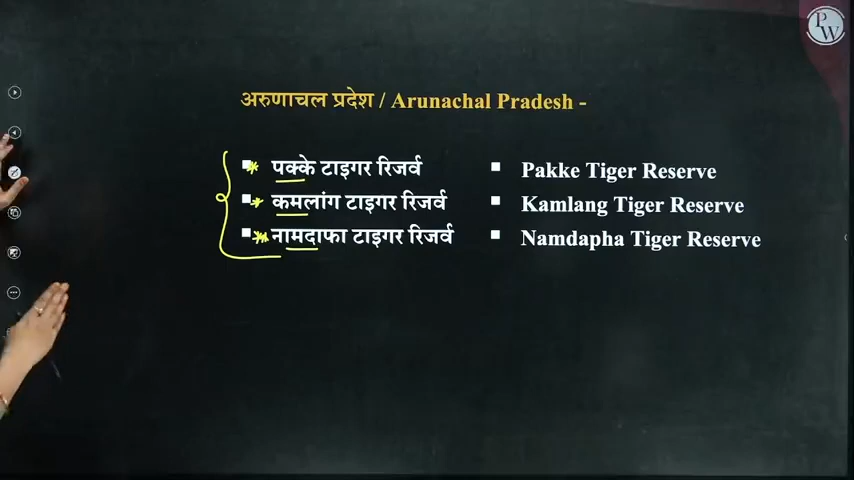 PW
अरुणाचल प्रदेश / Arunachal Pradesh -
पक्के टाइगर रिजर्व Pakke Tiger Reserve
कमलांग टाइगर रिजर्व Kamlang Tiger Reserve
नामदाफा टाइगर रिजर्व Namdapha Tiger Reserve